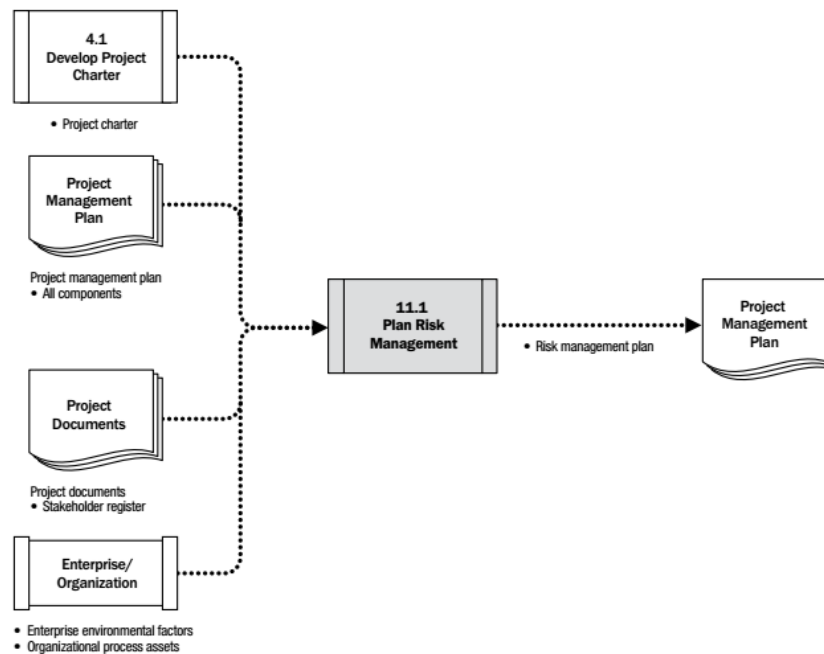 4.1
Develop Project
Charter
• Project charter
Project
Management
Plan
Project management plan
• All components
11.1
Plan Risk
Management
• Risk management plan
Project
Management
Plan
Project
Documents
Project documents
• Stakeholder register
Enterprise/
Organization
• Enterprise environmental factors
• Organizational process assets